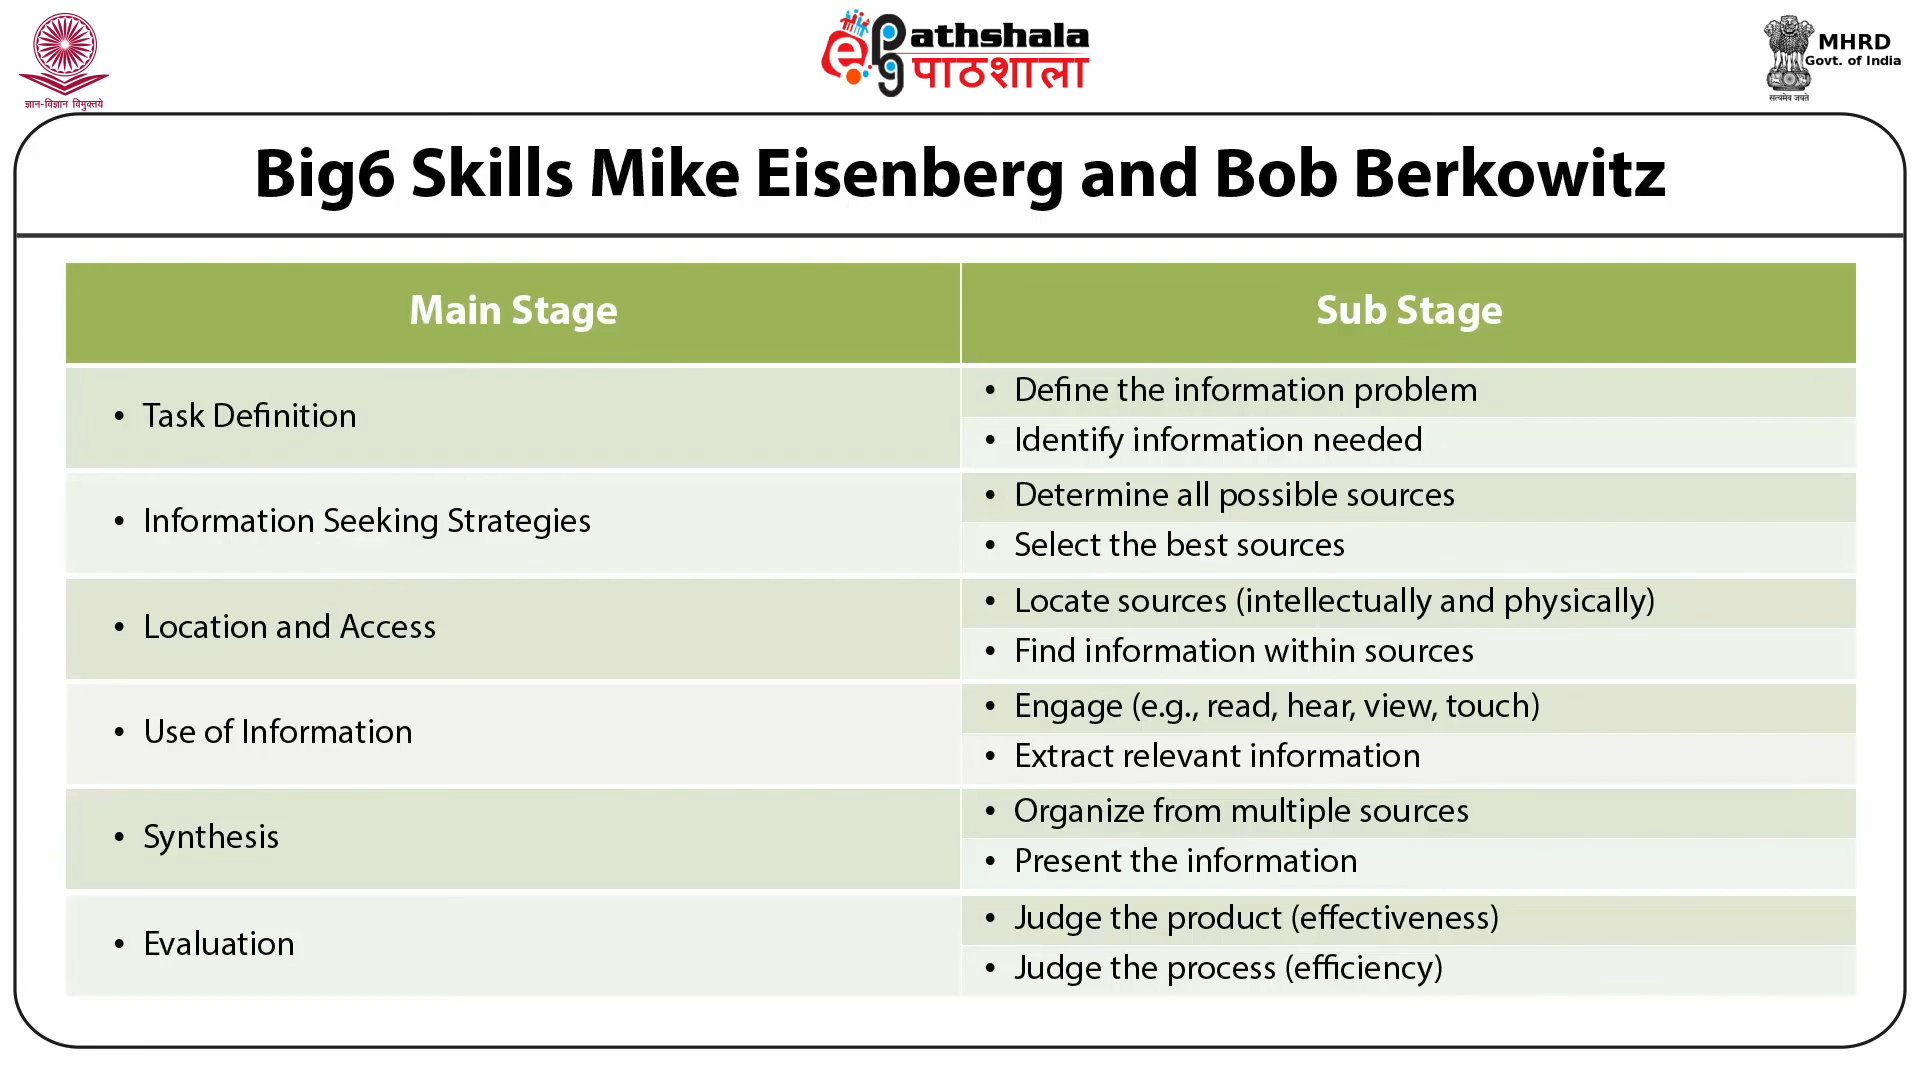 ज्ञान-विज्ञान विमुक्तये
ePathshala
पाठशाला
MHRD
Govt. of India
सत्यमेव जयते
Big6 Skills Mike Eisenberg and Bob Berkowitz
Main Stage
Sub Stage
• Task Definition
• Define the information problem
• Identify information needed
• Information Seeking Strategies
• Determine all possible sources
• Select the best sources
• Location and Access
• Locate sources (intellectually and physically)
• Find information within sources
• Use of Information
• Engage (e.g., read, hear, view, touch)
• Extract relevant information
• Synthesis
• Organize from multiple sources
• Present the information
• Evaluation
• Judge the product (effectiveness)
• Judge the process (efficiency)